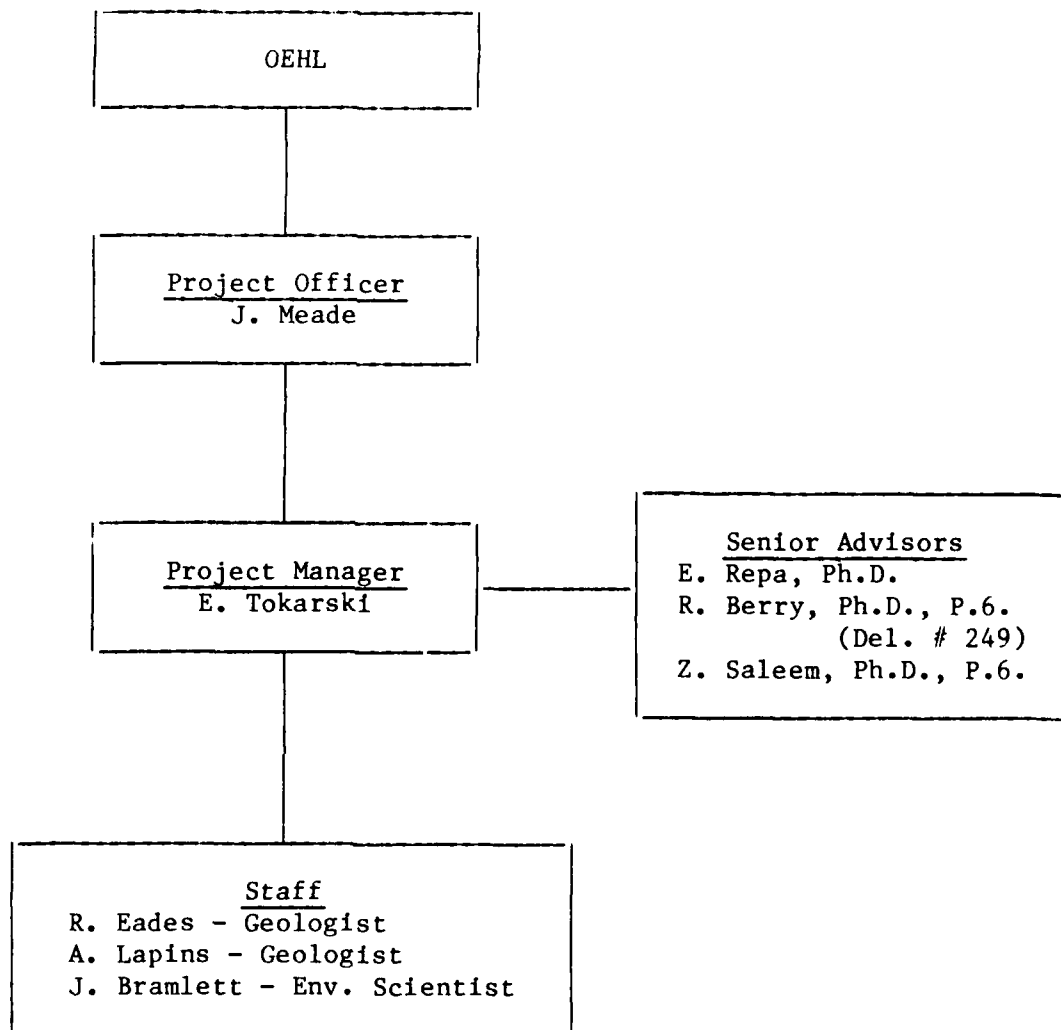 OEHL
Project Officer
J. Meade
Project Manager
E. Tokarski
Senior Advisors
E. Repa, Ph.D.
R. Berry, Ph.D., P.6.
(Del. # 249)
Z. Saleem, Ph.D., P.6.
Staff
R. Eades - Geologist
A. Lapins - Geologist
J. Bramlett - Env. Scientist